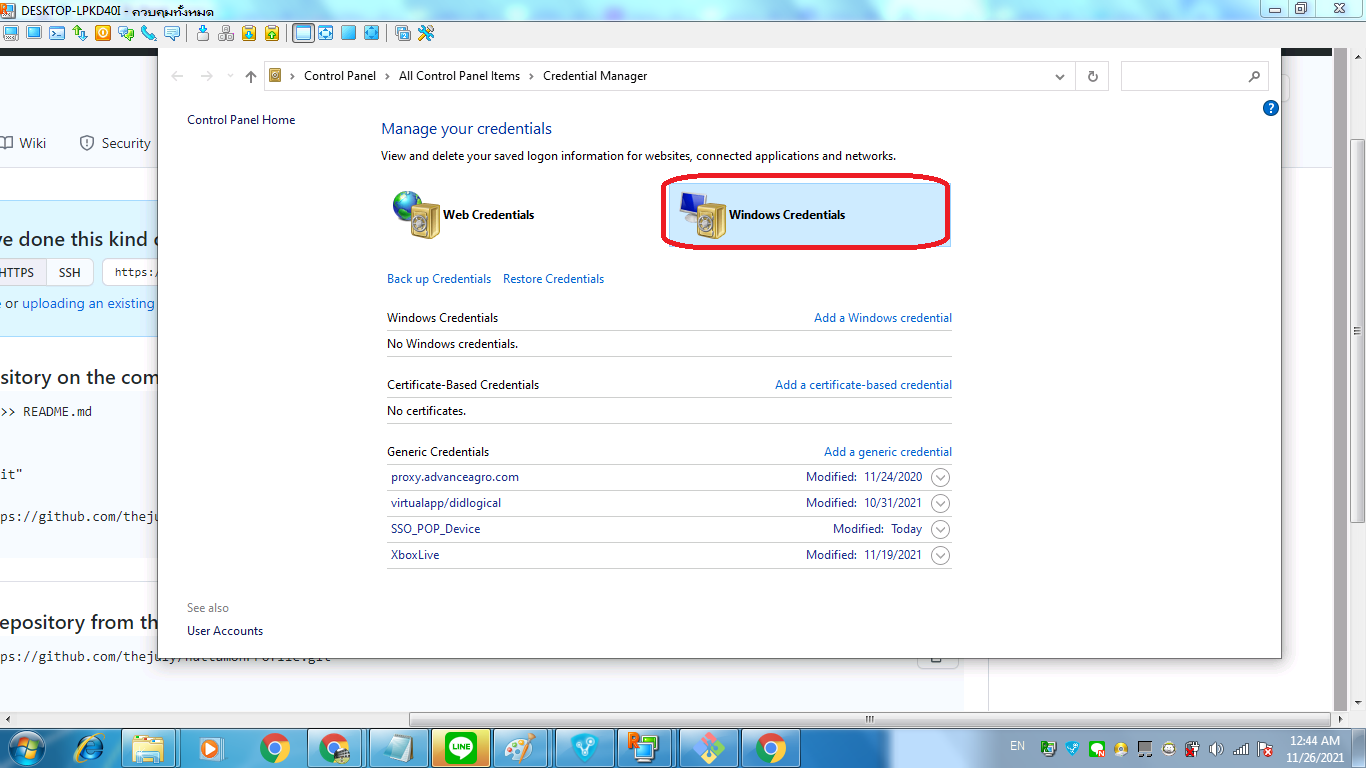 DESKTOP-LPKD40I - ควบคุมทั้งหมด
Control Panel
All Control Panel Items
Credential Manager
Control Panel Home
Manage your credentials
View and delete your saved logon information for websites, connected applications and networks.
Web Credentials
Windows Credentials
Back up Credentials
Restore Credentials
Windows Credentials
Add a Windows credential
No Windows credentials.
Certificate-Based Credentials
Add a certificate-based credential
No certificates.
Generic Credentials
Add a generic credential
proxy.advanceagro.com
Modified: 11/24/2020
virtualapp/didlogical
Modified: 10/31/2021
SSO_POP_Device
Modified: Today
XboxLive
Modified: 11/19/2021
See also
User Accounts
Wiki
Security
ve done this kind
HTTPS
SSH
https:
or uploading an existing
sitory on the com
>> README.md
it"
ps://github.com/theju
epository from th
ps://github.com/thejuly/
LINE
EN
12:44 AM
11/26/2021